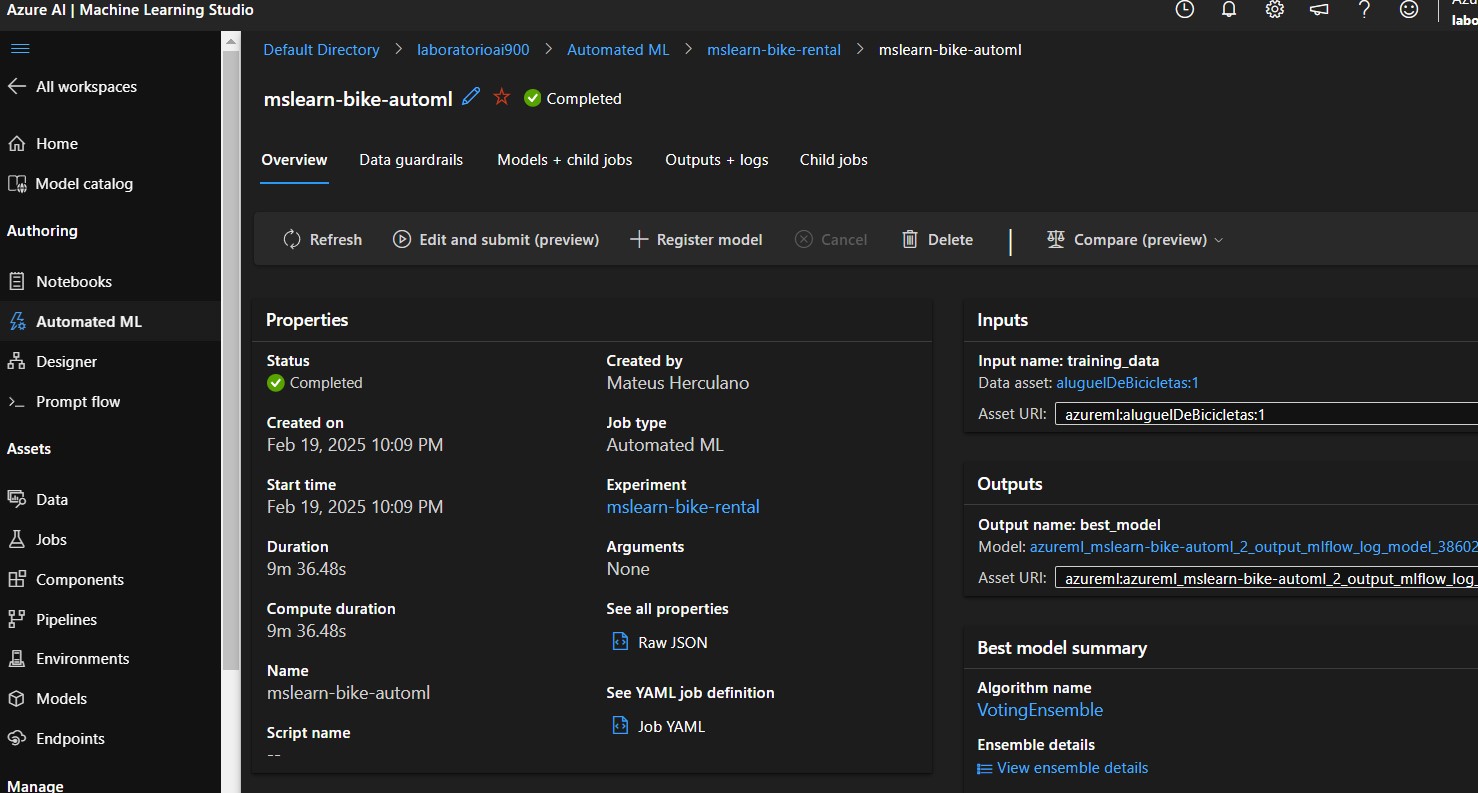 Azure AI | Machine Learning Studio
labo
All workspaces
Home
Model catalog
Authoring
Notebooks
Automated ML
Designer
Prompt flow
Assets
Data
Jobs
Components
Pipelines
Environments
Models
Endpoints
Manage
Default Directory > laboratorioai900 > Automated ML > mslearn-bike-rental > mslearn-bike-automl
mslearn-bike-automl Completed
Overview Data guardrails Models + child jobs Outputs + logs Child jobs
Refresh Edit and submit (preview) Register model Cancel Delete Compare (preview)
Properties
Status
Completed
Created on
Feb 19, 2025 10:09 PM
Start time
Feb 19, 2025 10:09 PM
Duration
9m 36.48s
Compute duration
9m 36.48s
Name
mslearn-bike-automl
Script name
--
Created by
Mateus Herculano
Job type
Automated ML
Experiment
mslearn-bike-rental
Arguments
None
See all properties
Raw JSON
See YAML job definition
Job YAML
Inputs
Input name: training_data
Data asset: aluguelDeBicicletas:1
Asset URI: azureml:aluguelDeBicicletas:1
Outputs
Output name: best_model
Model: azureml_mslearn-bike-automl_2_output_mlflow_log_model_38602
Asset URI: azureml:azureml_mslearn-bike-automl_2_output_mlflow_log_
Best model summary
Algorithm name
VotingEnsemble
Ensemble details
View ensemble details